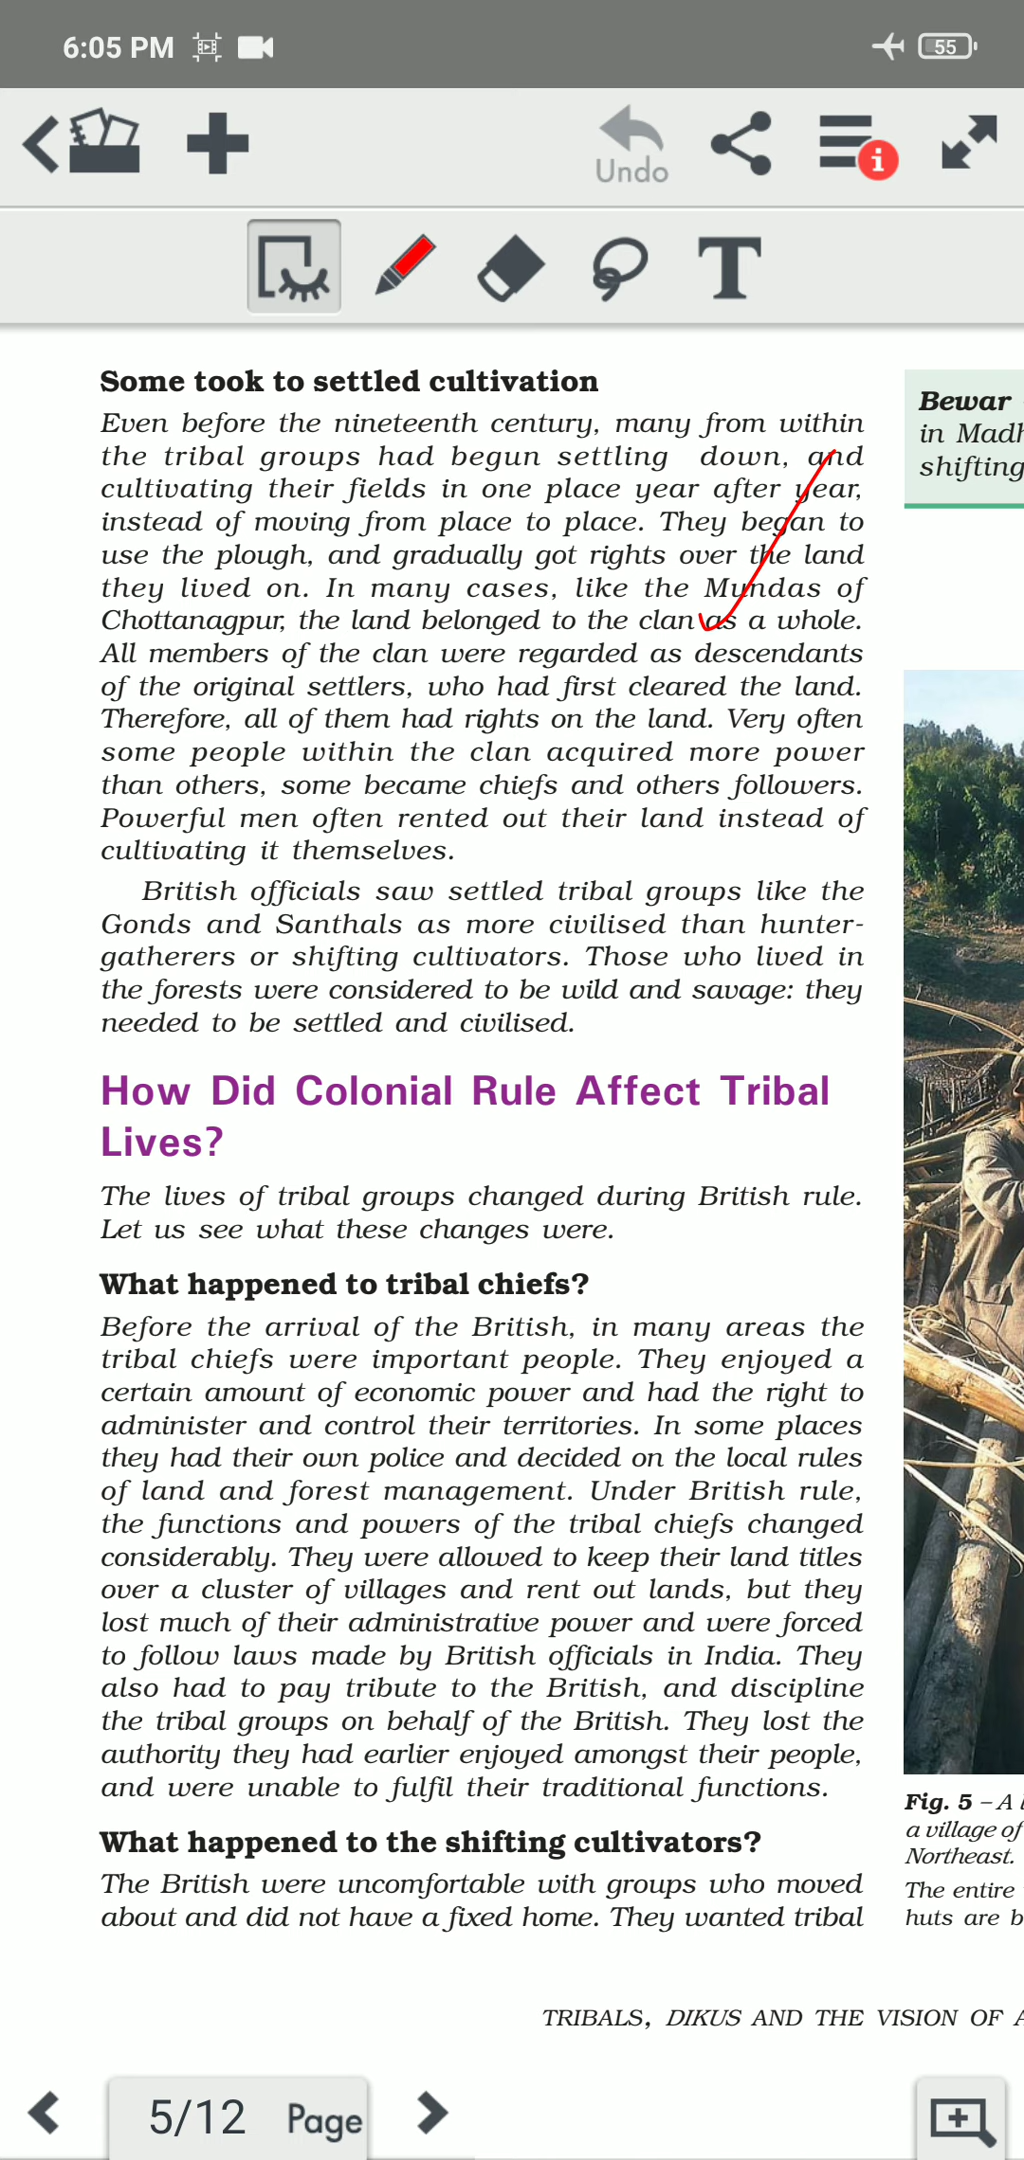 6:05 PM
55
Undo
i
T
Some took to settled cultivation
Even before the nineteenth century, many from within
the tribal groups had begun settling down, and
cultivating their fields in one place year after year,
instead of moving from place to place. They began to
use the plough, and gradually got rights over the land
they lived on. In many cases, like the Mundas of
Chottanagpur, the land belonged to the clan as a whole.
All members of the clan were regarded as descendants
of the original settlers, who had first cleared the land.
Therefore, all of them had rights on the land. Very often
some people within the clan acquired more power
than others, some became chiefs and others followers.
Powerful men often rented out their land instead of
cultivating it themselves.
British officials saw settled tribal groups like the
Gonds and Santhals as more civilised than hunter-
gatherers or shifting cultivators. Those who lived in
the forests were considered to be wild and savage: they
needed to be settled and civilised.
How Did Colonial Rule Affect Tribal
Lives?
The lives of tribal groups changed during British rule.
Let us see what these changes were.
What happened to tribal chiefs?
Before the arrival of the British, in many areas the
tribal chiefs were important people. They enjoyed a
certain amount of economic power and had the right to
administer and control their territories. In some places
they had their own police and decided on the local rules
of land and forest management. Under British rule,
the functions and powers of the tribal chiefs changed
considerably. They were allowed to keep their land titles
over a cluster of villages and rent out lands, but they
lost much of their administrative power and were forced
to follow laws made by British officials in India. They
also had to pay tribute to the British, and discipline
the tribal groups on behalf of the British. They lost the
authority they had earlier enjoyed amongst their people,
and were unable to fulfil their traditional functions.
What happened to the shifting cultivators?
The British were uncomfortable with groups who moved
about and did not have a fixed home. They wanted tribal
Bewar
in Madh
shifting
Fig. 5 – A
a village of
Northeast.
The entire
huts are b
TRIBALS, DIKUS AND THE VISION OF A
5/12 Page